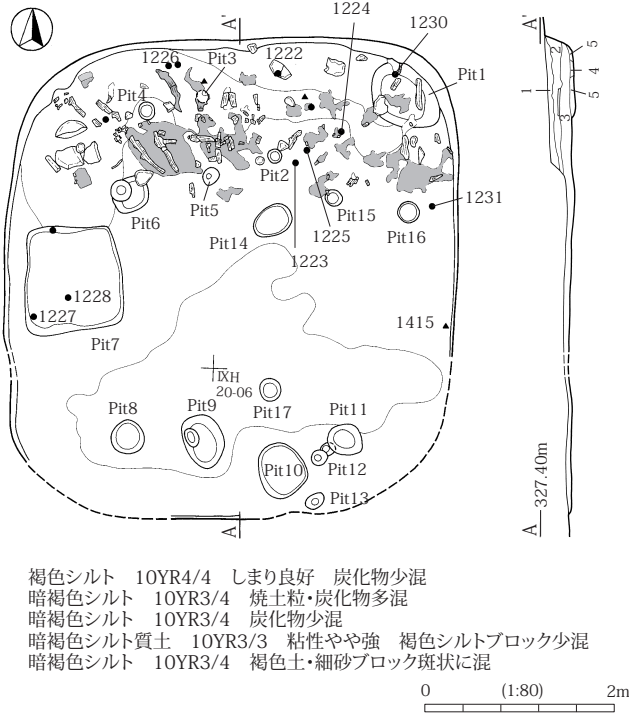 A' A'
1224
1230
1226 Pit3 1222
Pit1
Pit4
2 5
4
1 5
3
Pit2
Pit6 Pit5 Pit15 1231
Pit14 1225 Pit16
1223
1228
1227
1415
Pit7
IXH
20-06
Pit8 Pit9 Pit17 Pit11
Pit10 Pit12
Pit13
A A 327.40m
褐色シルト 10YR4/4 しまり良好 炭化物少混
暗褐色シルト 10YR3/4 焼土粒・炭化物多混
暗褐色シルト 10YR3/4 炭化物少混
暗褐色シルト質土 10YR3/3 粘性やや強 褐色シルトブロック少混
暗褐色シルト 10YR3/4 褐色土・細砂ブロック斑状に混
0 (1:80) 2m